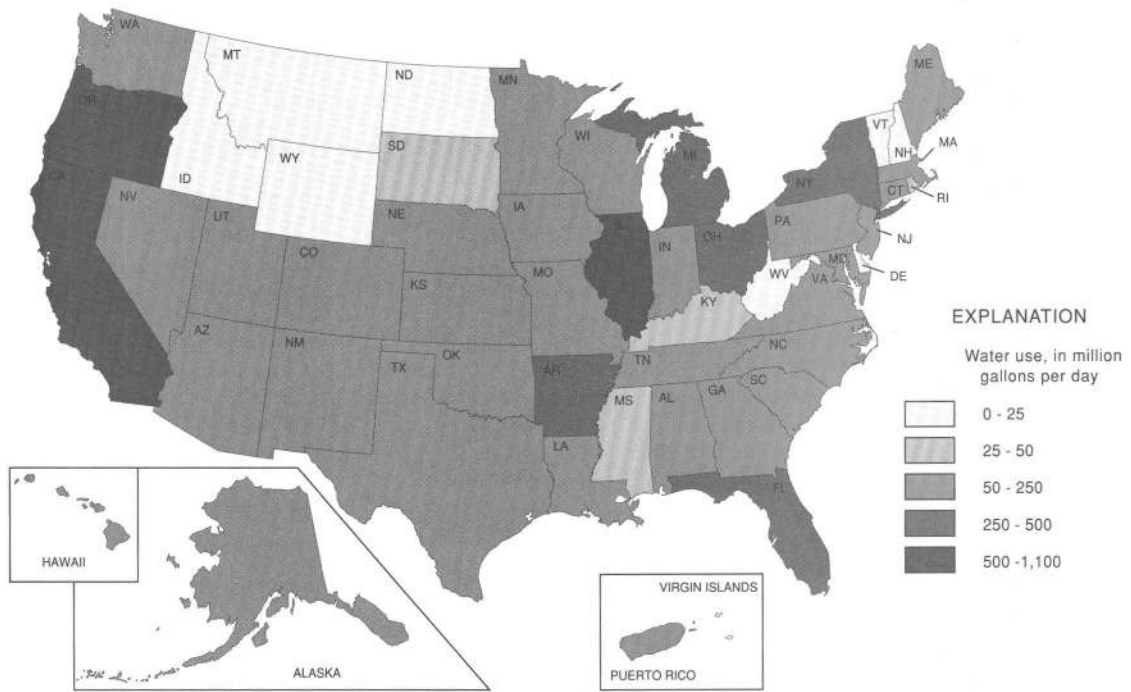 WA
MT
ND
MN
ME
OR
ID
WY
SD
WI
MI
VT
NH
MA
NY
CT
RI
CA
NV
UT
CO
NE
IA
IL
IN
OH
PA
NJ
MD
DE
WV
VA
KS
MO
KY
AZ
NM
OK
TX
AR
TN
NC
SC
MS
AL
GA
LA
FL
HAWAII
ALASKA
VIRGIN ISLANDS
PUERTO RICO
EXPLANATION
Water use, in million
gallons per day
0 - 25
25 - 50
50 - 250
250 - 500
500 -1,100